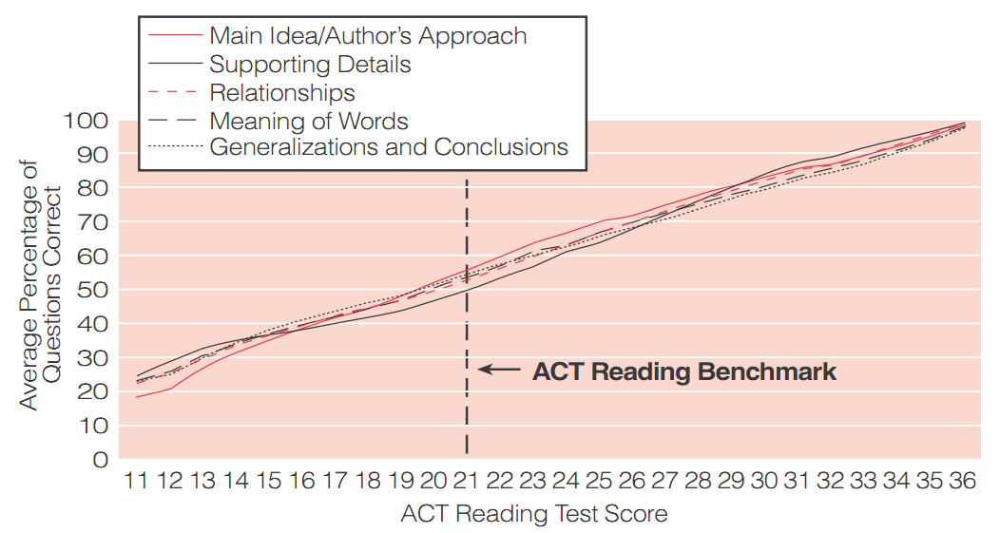 Main Idea/Author's Approach
Supporting Details
Relationships
Meaning of Words
Generalizations and Conclusions
Average Percentage of
Questions Correct
100
90
80
70
60
50
40
30
20
10
0
ACT Reading Benchmark
11 12 13 14 15 16 17 18 19 20 21 22 23 24 25 26 27 28 29 30 31 32 33 34 35 36
ACT Reading Test Score